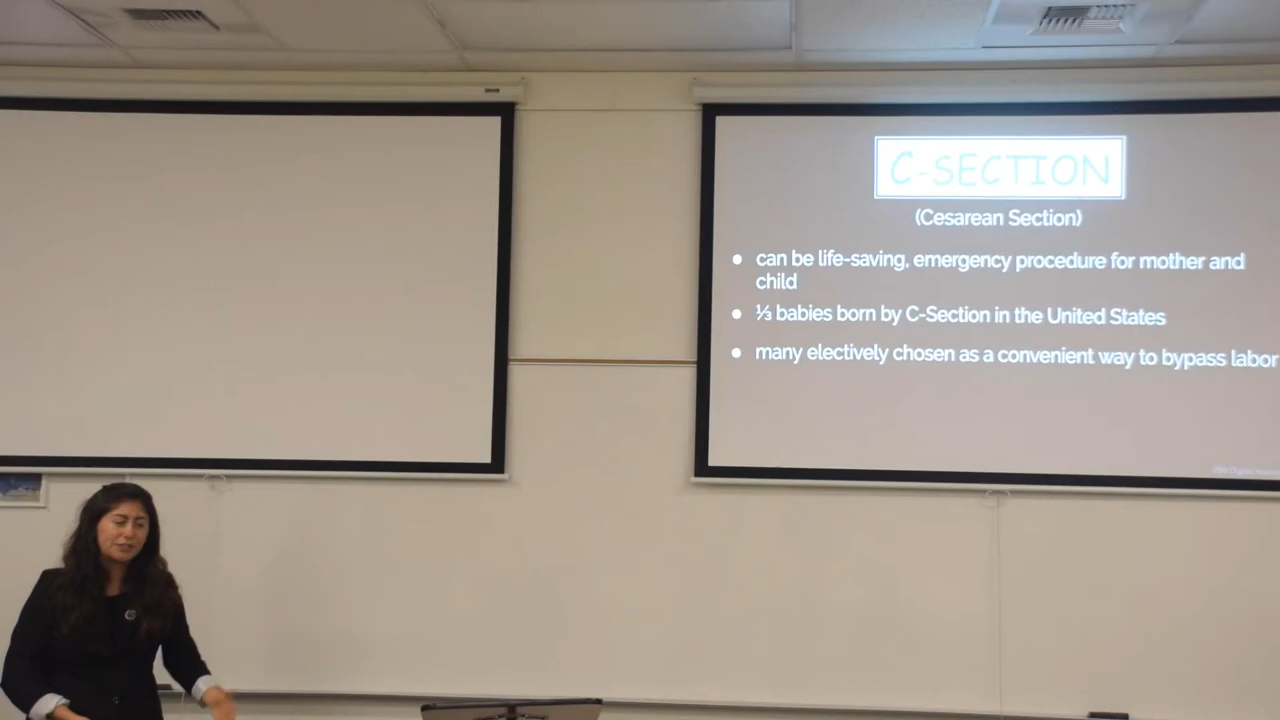 C-SECTION
(Cesarean Section)
● can be life-saving, emergency procedure for mother and
child
● ⅓ babies born by C-Section in the United States
● many electively chosen as a convenient way to bypass labor